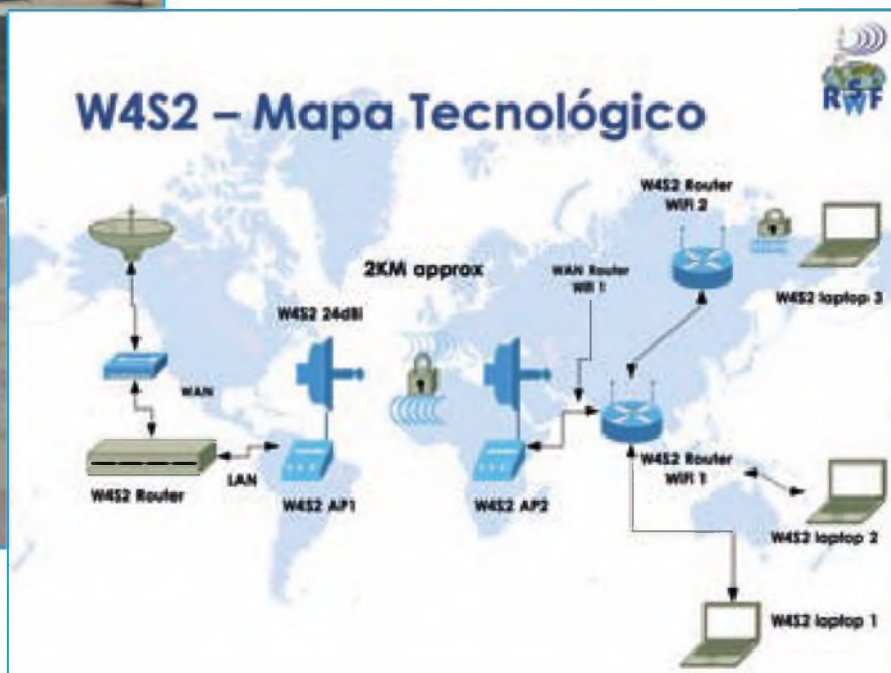 RSWF
W4S2 – Mapa Tecnológico
W4S2 Router
WiFi 2
2KM approx
WAN Router
Wifi 1
W4S2 laptop 3
W4S2 24dBi
WAN
W4S2 Router
LAN
W4S2 AP1
W4S2 AP2
W4S2 Router
WiFi 1
W4S2 laptop 2
W4S2 laptop 1